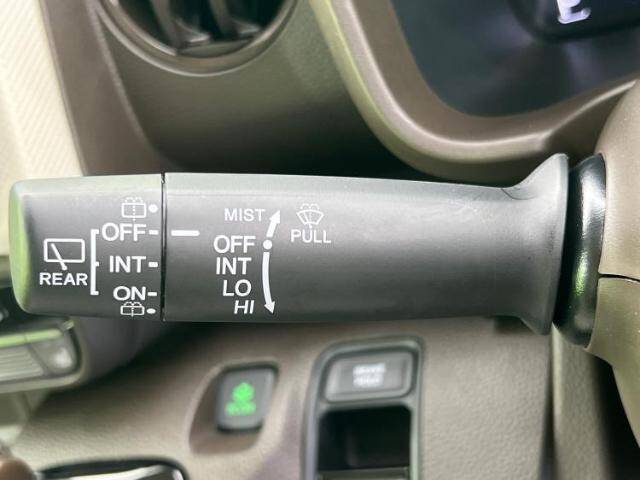 MIST
OFF
OFF
PULL
INT
INT
REAR
LO
ON
HI